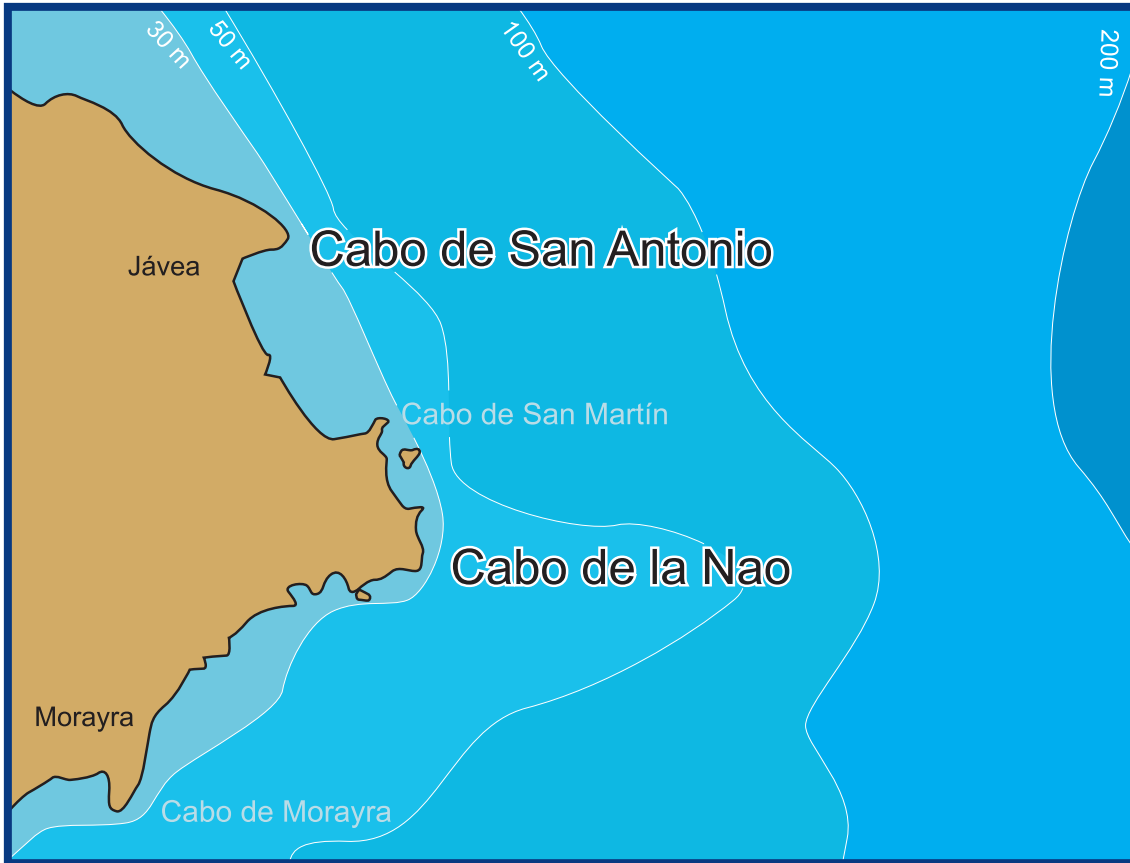 30 m
50 m
100 m
200 m
Cabo de San Antonio
Jávea
Cabo de San Martín
Cabo de la Nao
Morayra
Cabo de Morayra